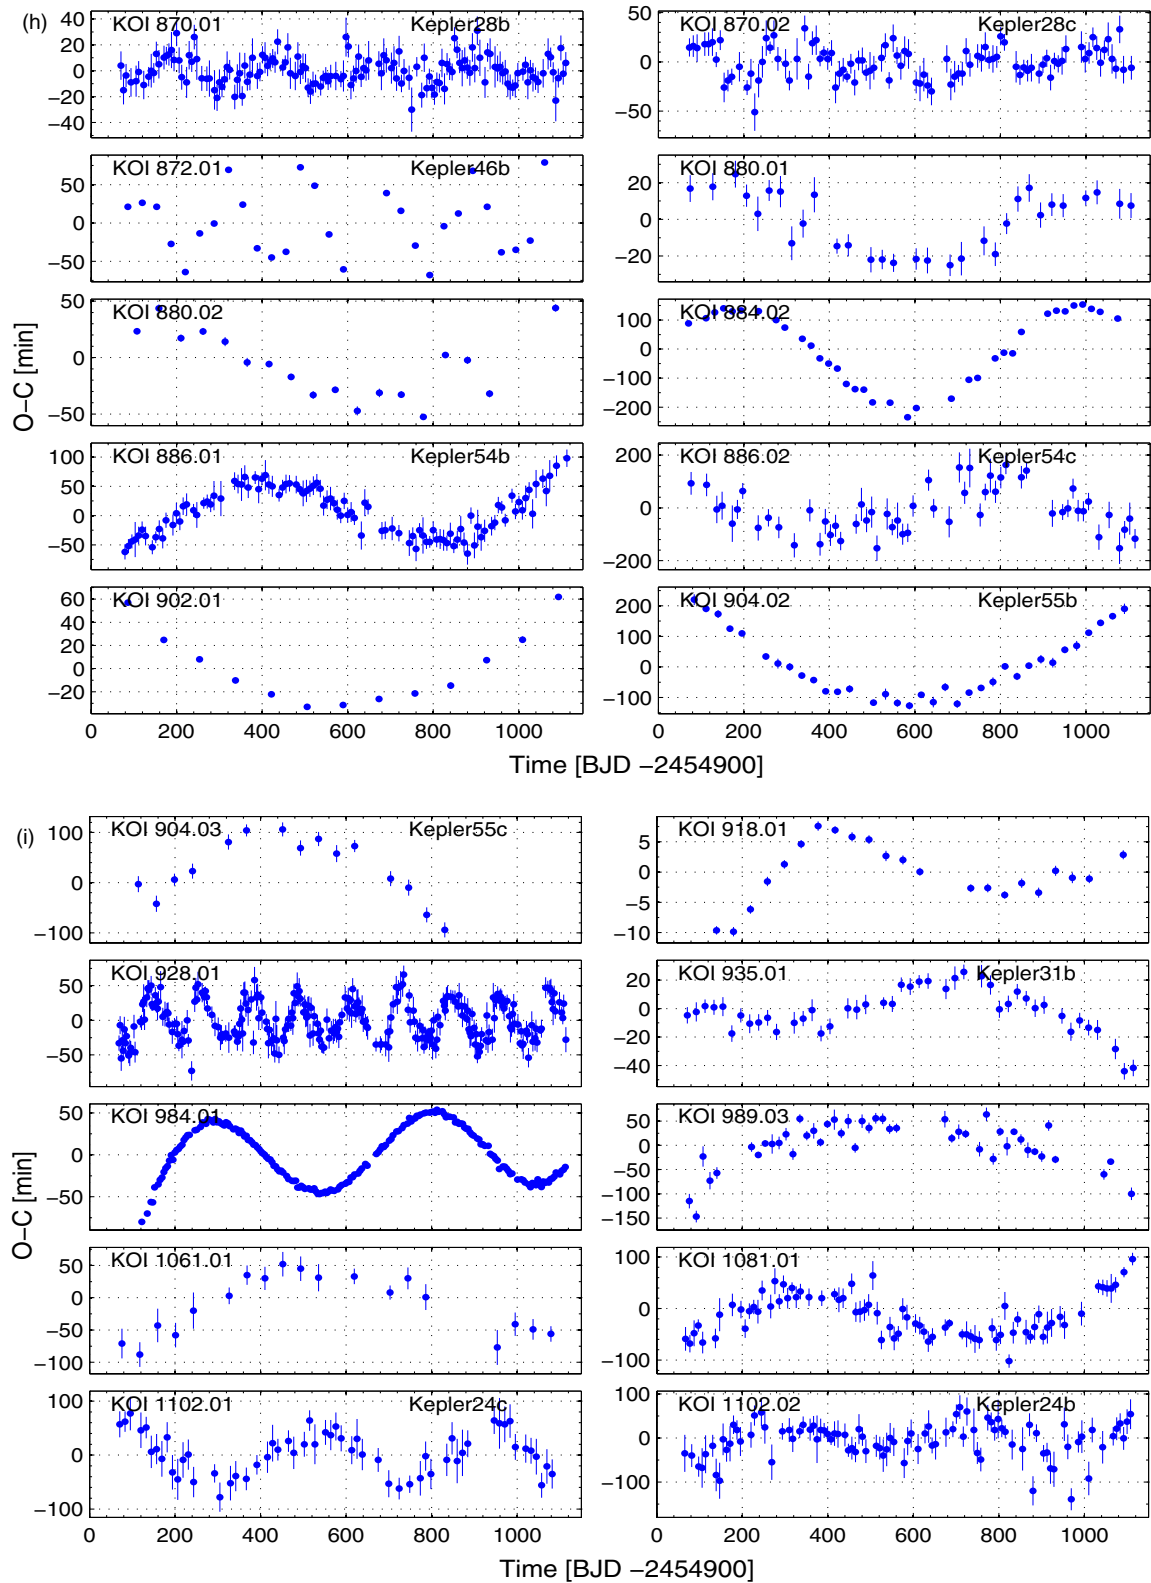 (h)
KOI 870.01 Kepler28b
40
20
0
−20
−40
KOI 870.02 Kepler28c
50
0
−50
KOI 872.01 Kepler46b
50
0
−50
KOI 880.01
20
0
−20
KOI 880.02
50
0
−50
KOI 884.02
100
0
−100
−200
KOI 886.01 Kepler54b
100
50
0
−50
KOI 886.02 Kepler54c
200
0
−200
KOI 902.01
60
40
20
0
−20
KOI 904.02 Kepler55b
200
100
0
−100
0 200 400 600 800 1000
0 200 400 600 800 1000
O−C [min]
Time [BJD −2454900]
(i)
KOI 904.03 Kepler55c
100
0
−100
KOI 918.01
5
0
−5
−10
KOI 928.01
50
0
−50
KOI 935.01 Kepler31b
20
0
−20
−40
KOI 984.01
50
0
−50
KOI 989.03
50
0
−50
−100
−150
KOI 1061.01
50
0
−50
−100
KOI 1081.01
100
0
−100
KOI 1102.01 Kepler24c
100
0
−100
KOI 1102.02 Kepler24b
100
0
−100
0 200 400 600 800 1000
0 200 400 600 800 1000
O−C [min]
Time [BJD −2454900]